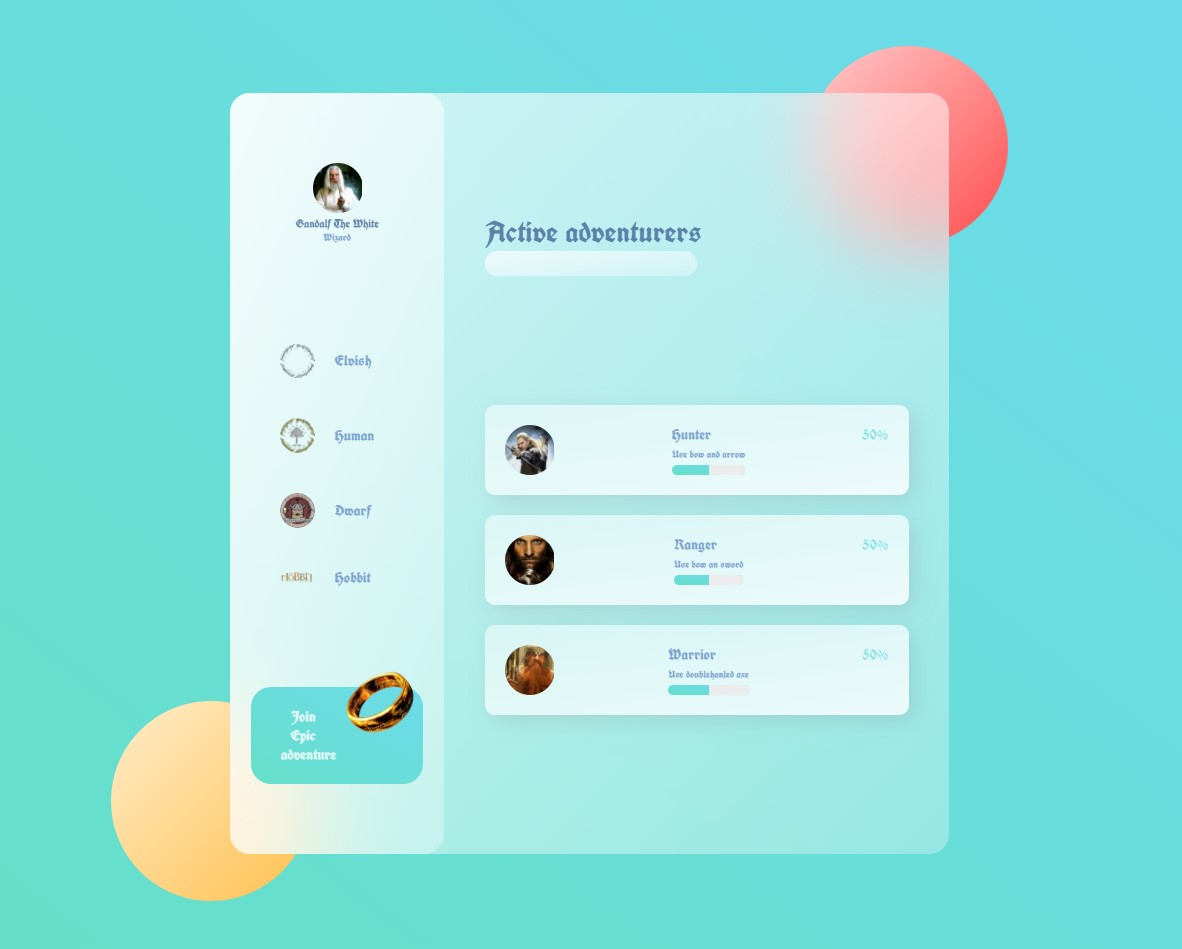 Gandalf The White
Wizard
Elvish
Human
Dwarf
HOBBIT
Hobbit
Join
Epic
adventure
Active adventurers
Hunter
Use bow and arrow
50%
Ranger
Use bow an sword
50%
Warrior
Use doublehanled axe
50%